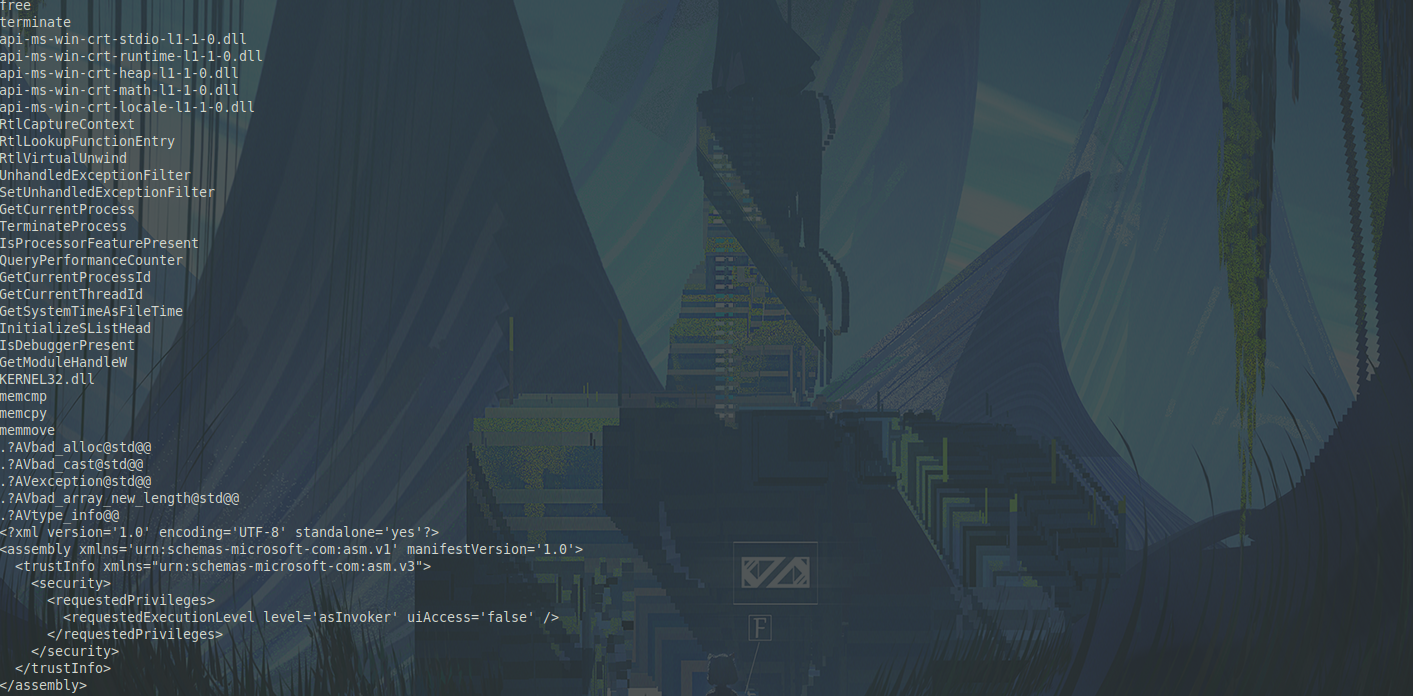 free
terminate
api-ms-win-crt-stdio-l1-1-0.dll
api-ms-win-crt-runtime-l1-1-0.dll
api-ms-win-crt-heap-l1-1-0.dll
api-ms-win-crt-math-l1-1-0.dll
api-ms-win-crt-locale-l1-1-0.dll
RtlCaptureContext
RtlLookupFunctionEntry
RtlVirtualUnwind
UnhandledExceptionFilter
SetUnhandledExceptionFilter
GetCurrentProcess
TerminateProcess
IsProcessorFeaturePresent
QueryPerformanceCounter
GetCurrentProcessId
GetCurrentThreadId
GetSystemTimeAsFileTime
InitializeSListHead
IsDebuggerPresent
GetModuleHandleW
KERNEL32.dll
memcmp
memcpy
memmove
.?AVbad_alloc@std@@
.?AVbad_cast@std@@
.?AVexception@std@@
.?AVbad_array_new_length@std@@
.?AVtype_info@@
<?xml version='1.0' encoding='UTF-8' standalone='yes'?>
<assembly xmlns='urn:schemas-microsoft-com:asm.v1' manifestVersion='1.0'>
  <trustInfo xmlns="urn:schemas-microsoft-com:asm.v3">
    <security>
      <requestedPrivileges>
        <requestedExecutionLevel level='asInvoker' uiAccess='false' />
      </requestedPrivileges>
    </security>
  </trustInfo>
</assembly>
F